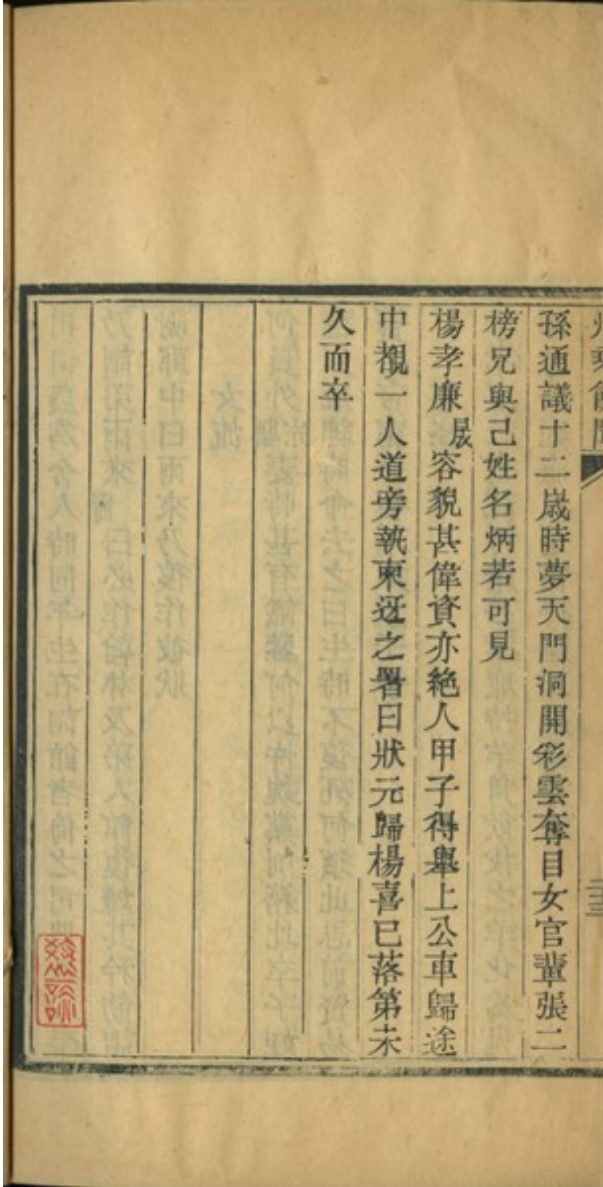 孫通議十二歲時夢天門洞開彩雲奪目女官輩張二
榜兄與己姓名炳若可見
楊孝廉展容貌甚偉資亦絕人甲子得舉上公車歸途
中覩一人道旁執柬迓之署曰狀元歸楊喜已落第未
久而卒